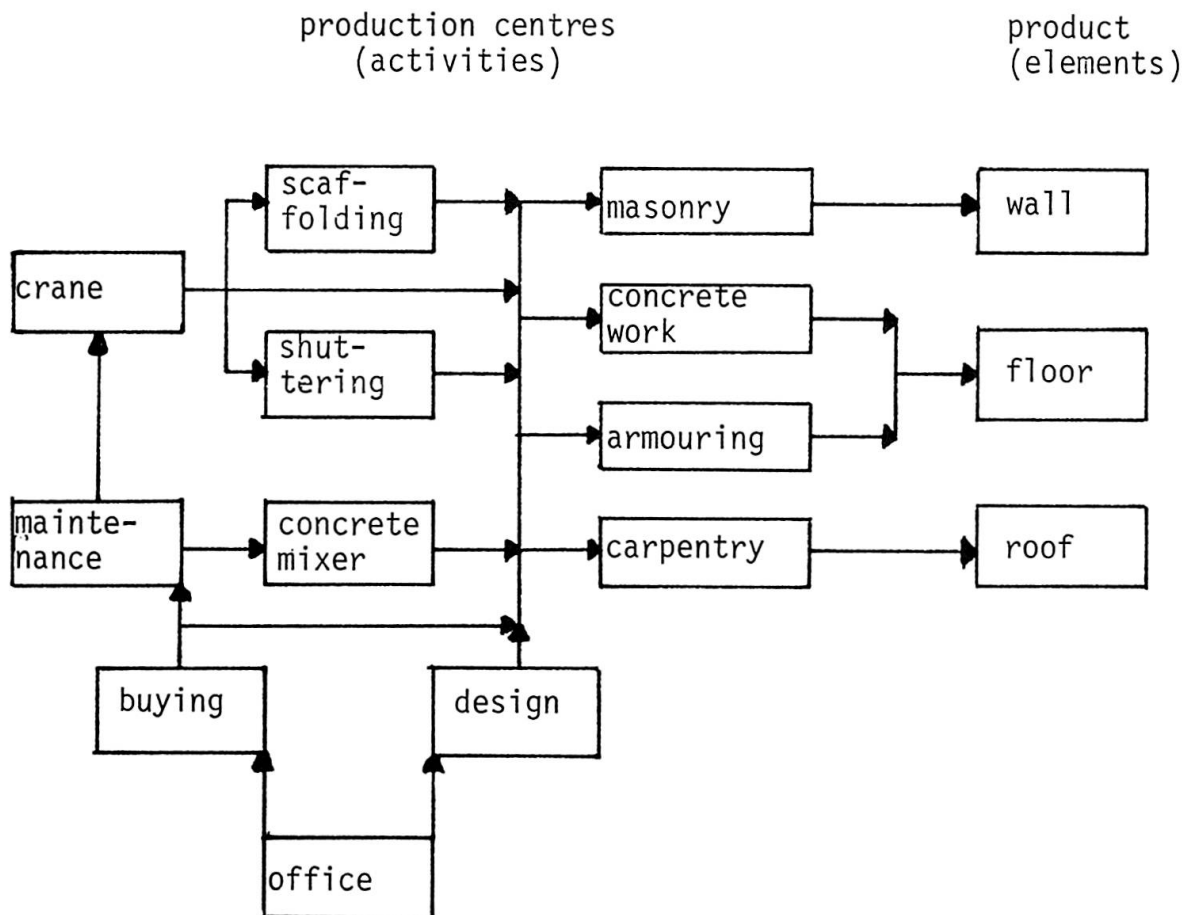 production centres
(activities)
product
(elements)
scaf-
folding
masonry
wall
crane
concrete
work
shut-
tering
floor
armouring
mainte-
nance
concrete
mixer
carpentry
roof
buying
design
office